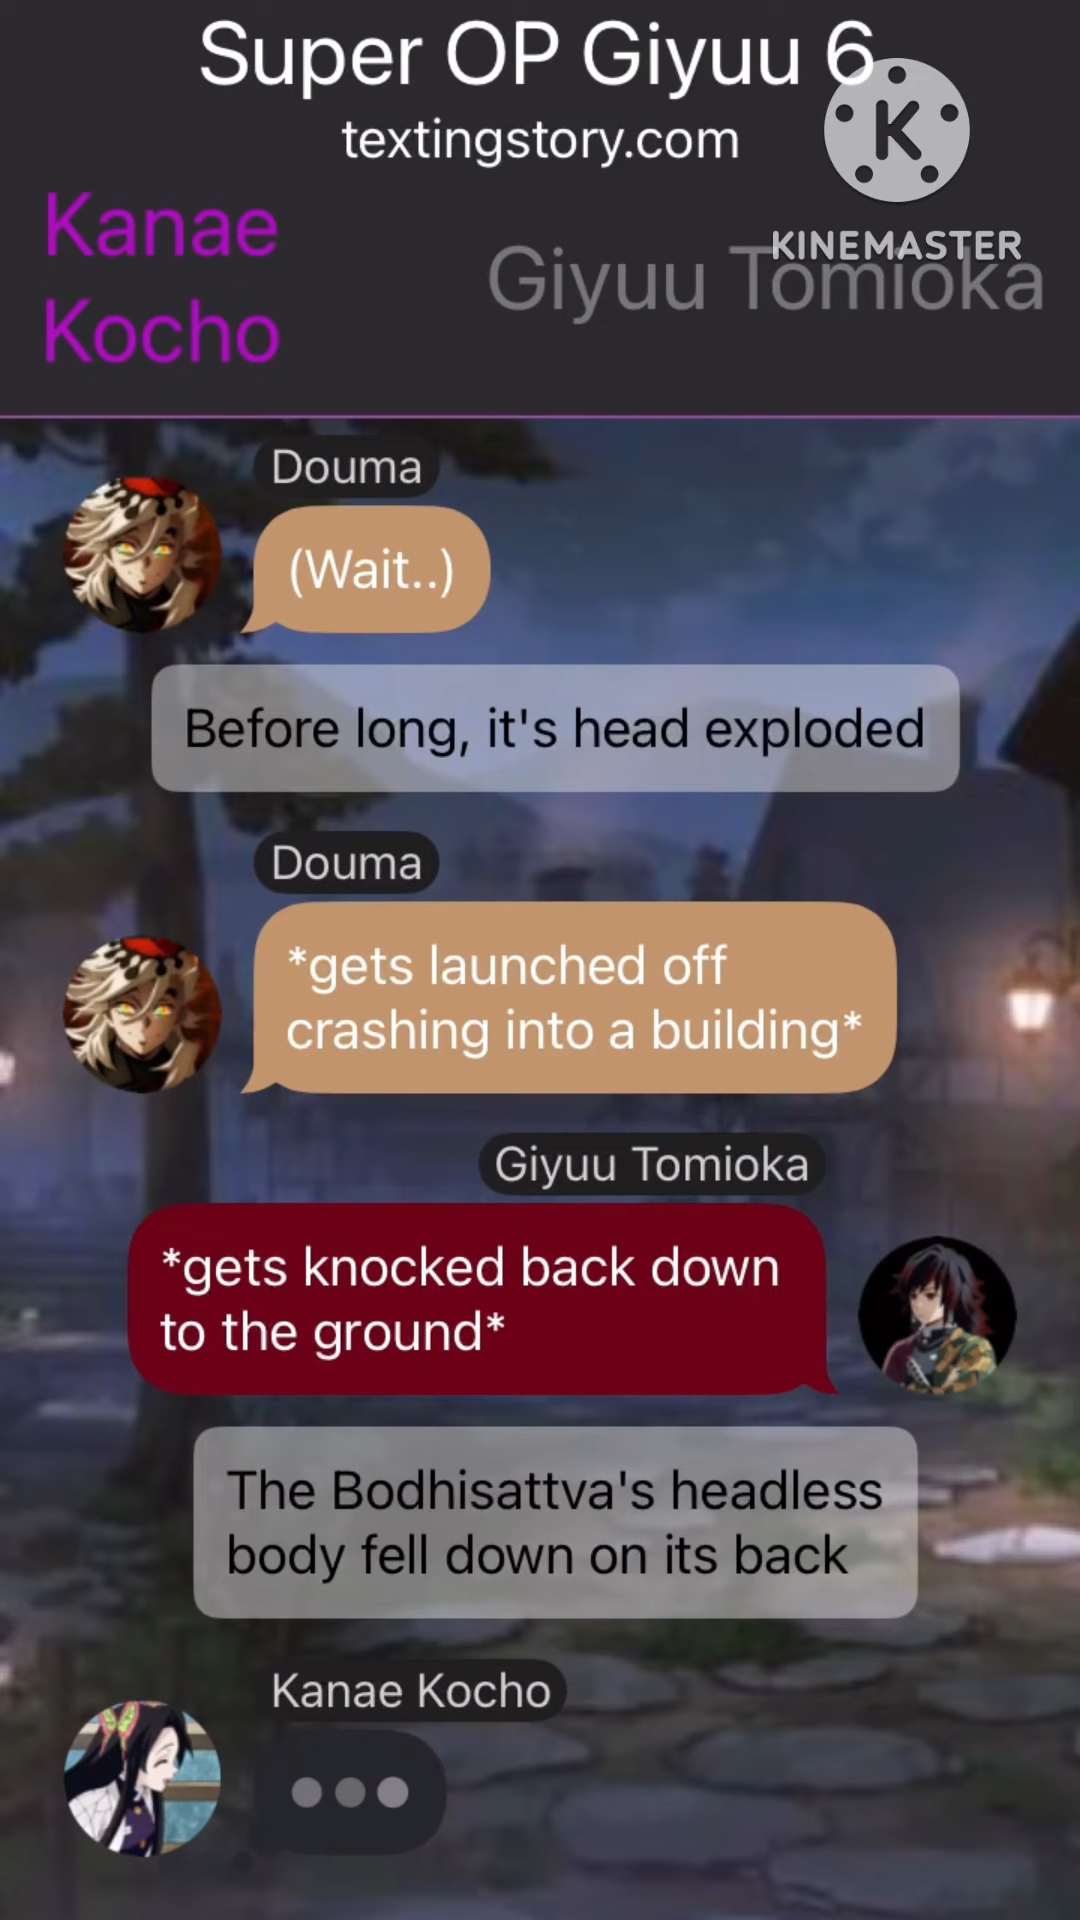 Super OP Giyuu 6
textingstory.com
K
KINEMASTER
Kanae
Kocho
Giyuu Tomioka
Douma
(Wait..)
Before long, it's head exploded
Douma
*gets launched off
crashing into a building*
Giyuu Tomioka
*gets knocked back down
to the ground*
The Bodhisattva's headless
body fell down on its back
Kanae Kocho